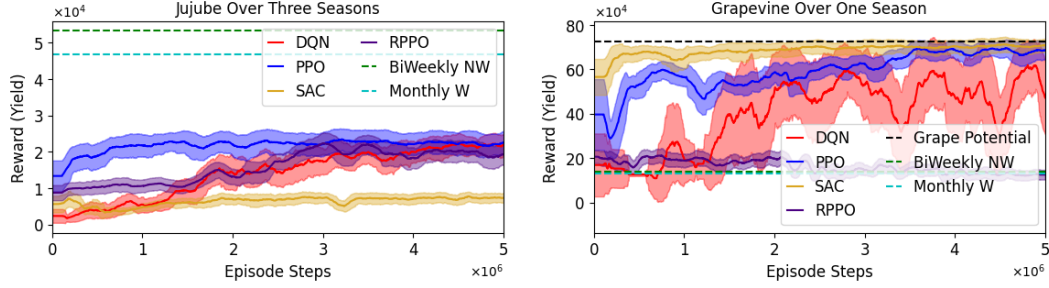 Jujube Over Three Seasons
×10⁴
5
4
3
2
1
0
Reward (Yield)
DQN
PPO
SAC
RPPO
BiWeekly NW
Monthly W
0 1 2 3 4 5
Episode Steps
×10⁶
Grapevine Over One Season
×10⁴
80
60
40
20
0
Reward (Yield)
DQN
PPO
SAC
RPPO
Grape Potential
BiWeekly NW
Monthly W
0 1 2 3 4 5
Episode Steps
×10⁶